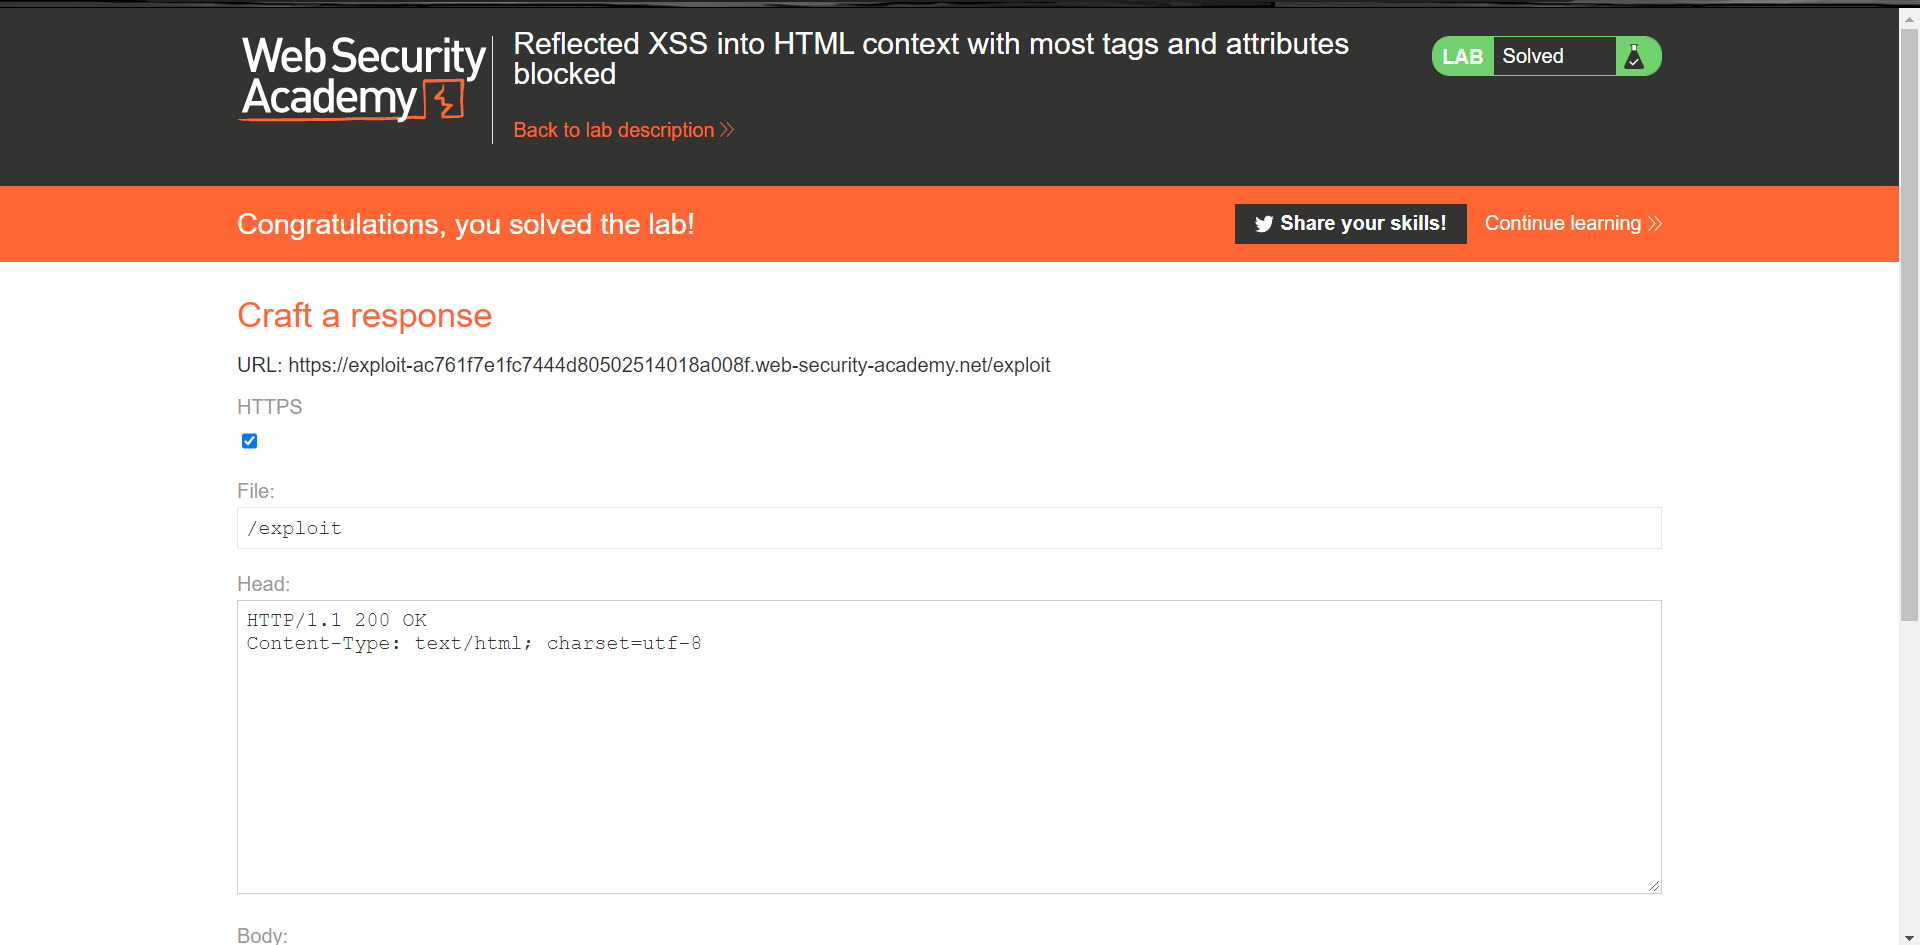 Web Security
Academy
Reflected XSS into HTML context with most tags and attributes
blocked
Back to lab description
LAB Solved
Congratulations, you solved the lab!
Share your skills!
Continue learning
Craft a response
URL: https://exploit-ac761f7e1fc7444d80502514018a008f.web-security-academy.net/exploit
HTTPS
File:
/exploit
Head:
HTTP/1.1 200 OK
Content-Type: text/html; charset=utf-8
Body: